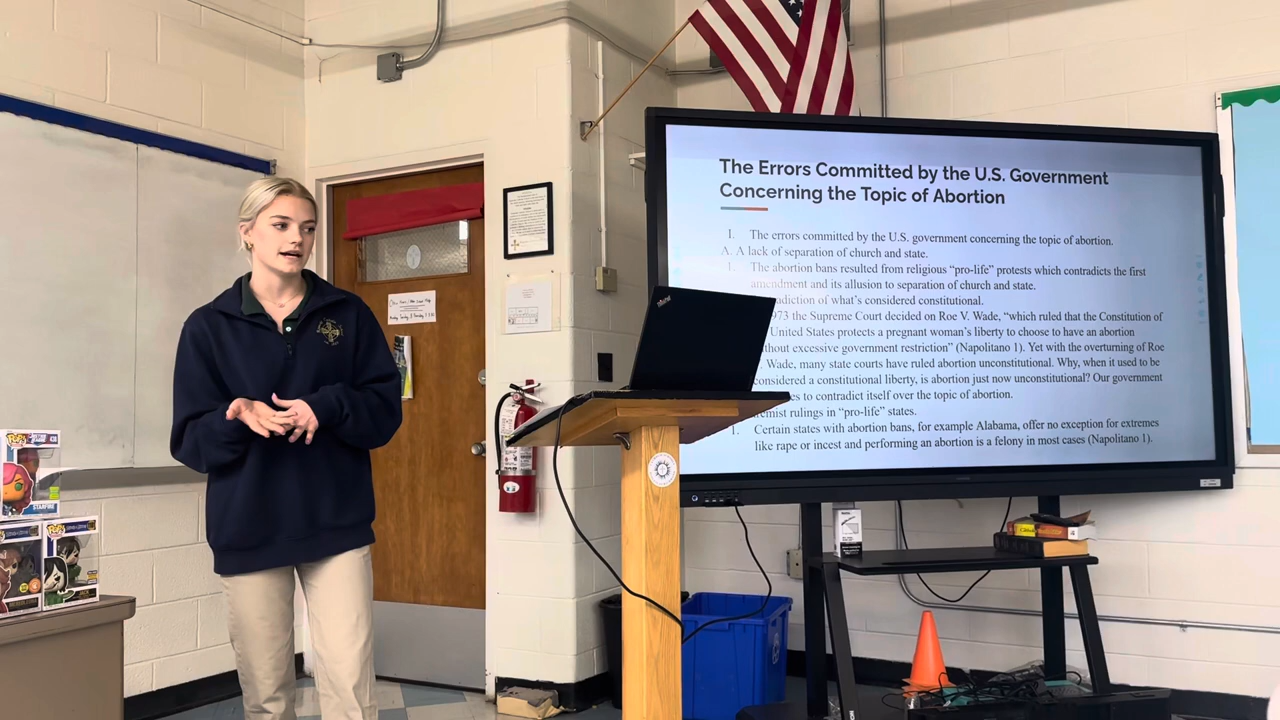 The Errors Committed by the U.S. Government
Concerning the Topic of Abortion
I. The errors committed by the U.S. government concerning the topic of abortion.
A. A lack of separation of church and state.
1. The abortion bans resulted from religious “pro-life” protests which contradicts the first
amendment and its allusion to separation of church and state.
adiction of what’s considered constitutional.
973 the Supreme Court decided on Roe V. Wade, “which ruled that the Constitution of
United States protects a pregnant woman’s liberty to choose to have an abortion
thout excessive government restriction” (Napolitano 1). Yet with the overturning of Roe
. Wade, many state courts have ruled abortion unconstitutional. Why, when it used to be
considered a constitutional liberty, is abortion just now unconstitutional? Our government
es to contradict itself over the topic of abortion.
emist rulings in “pro-life” states.
1. Certain states with abortion bans, for example Alabama, offer no exception for extremes
like rape or incest and performing an abortion is a felony in most cases (Napolitano 1).
ThinkPad
POP!
STARFIRE
POP!
POP!